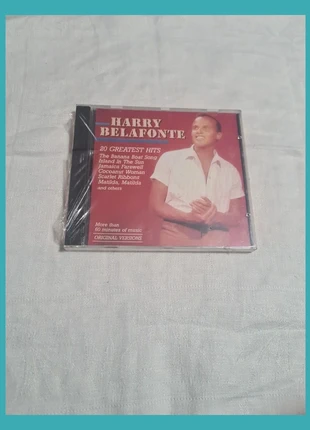 HARRY
BELAFONTE
20 GREATEST HITS
The Banana Boat Song
Island In The Sun
Jamaica Farewell
Cocoanut Woman
Scarlet Ribbons
Matilda, Matilda
and others
More than
60 minutes of music
ORIGINAL VERSIONS